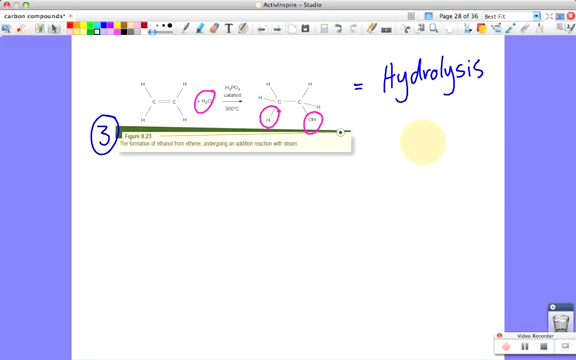 ActivInspire – Studio
carbon compounds*
Page 28 of 36
Best Fit
H H
C = C
H H
+ H₂O
H₃PO₄
catalyst
300°C
H H
H C – C H
H OH
= Hydrolysis
3
Figure 8.23
The formation of ethanol from ethene, undergoing an addition reaction with steam.
Video Recorder